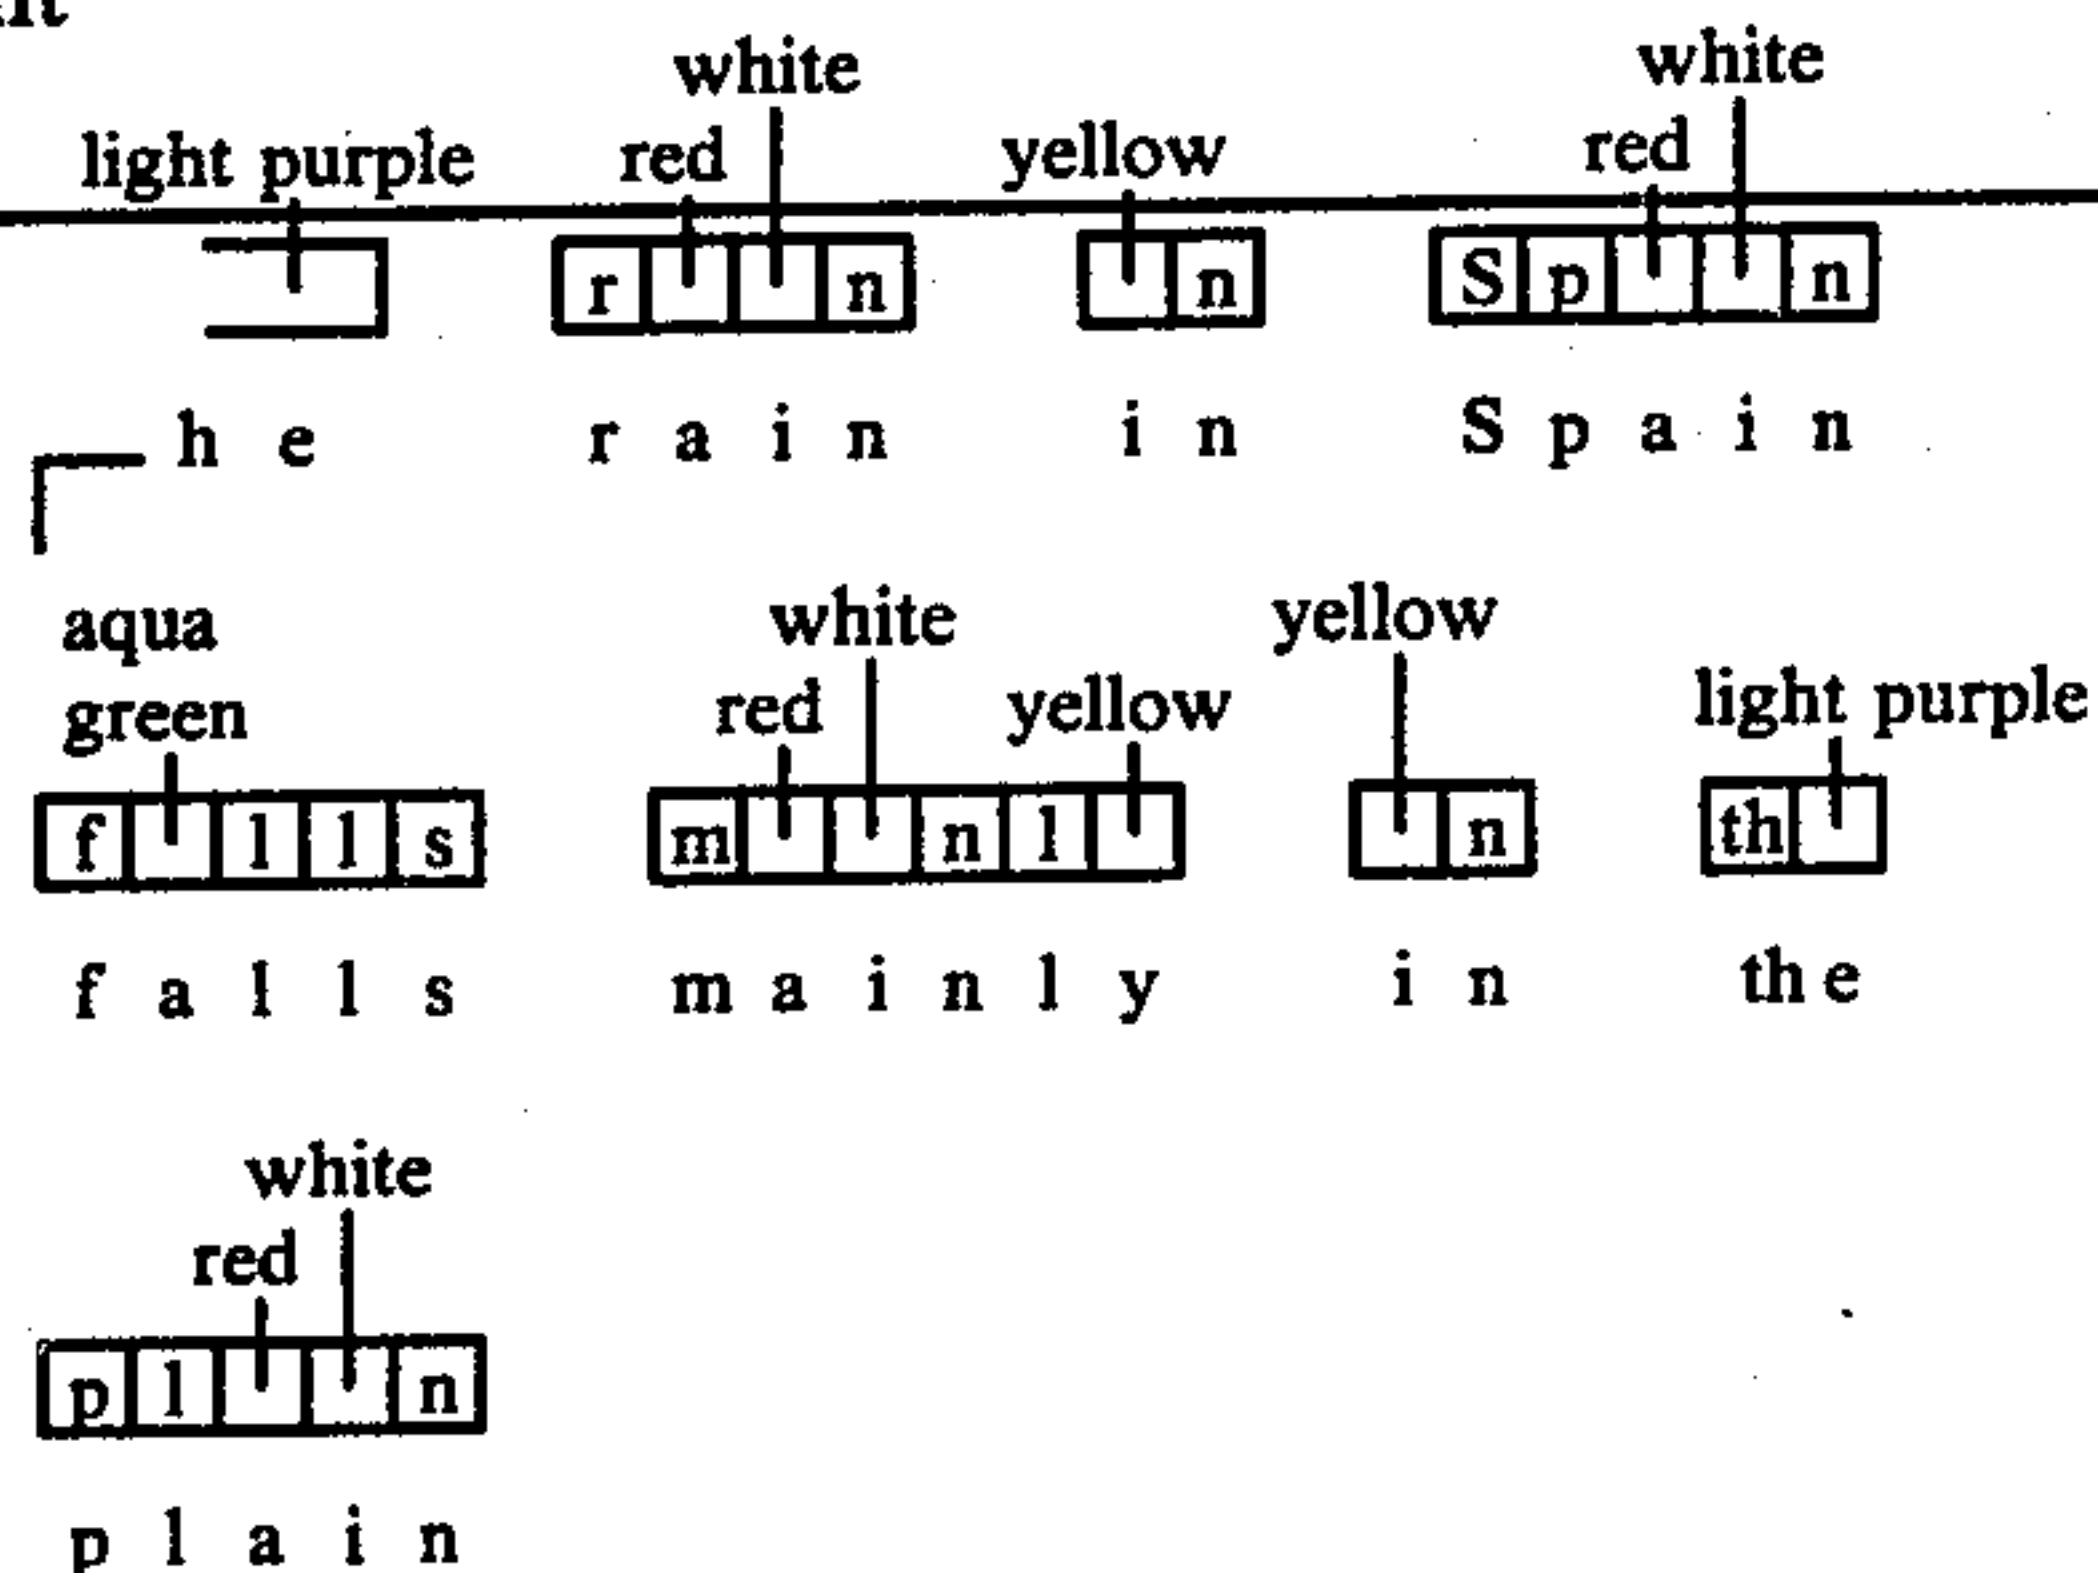 white white
light purple red yellow red
r n n S p n
h e r a i n i n S p a i n
aqua white yellow
green red yellow light purple
f l l s m n l n th
f a l l s m a i n l y i n th e
white
red
p l n
p l a i n